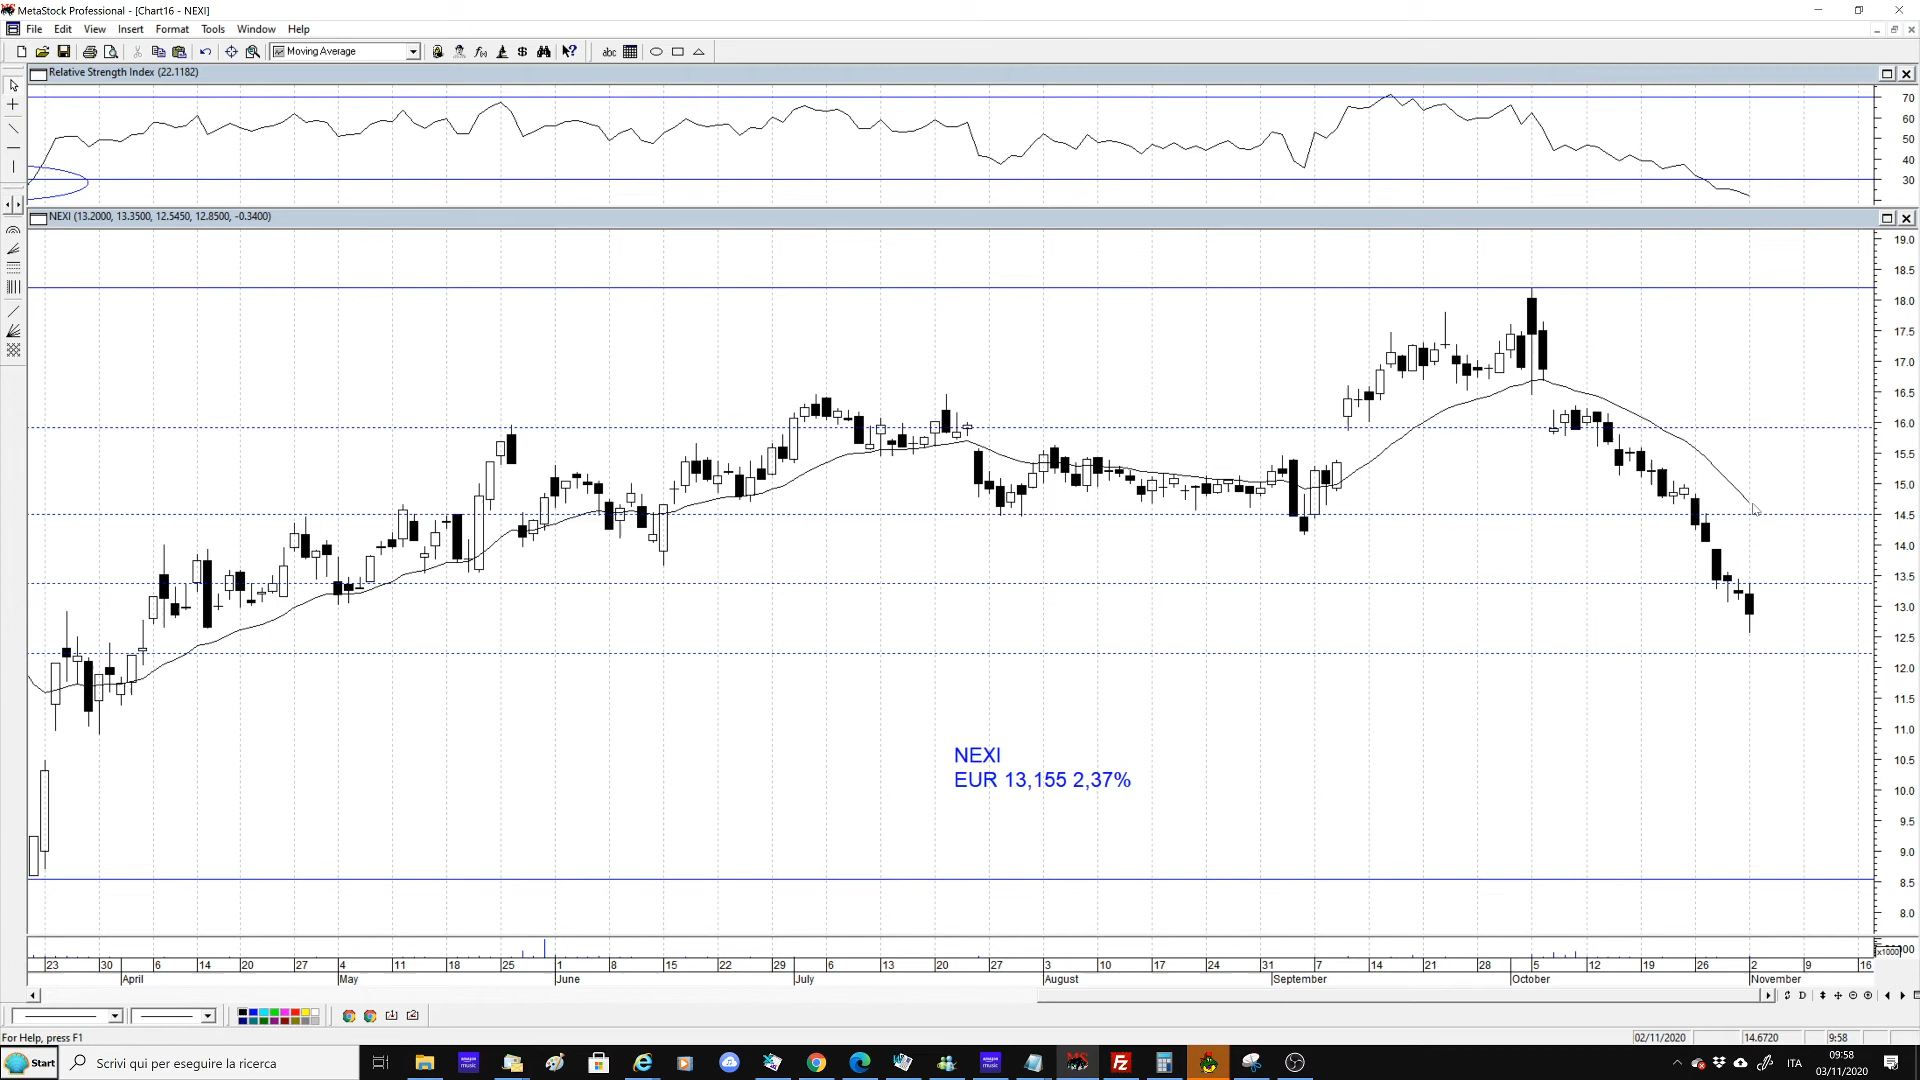 MetaStock Professional - [Chart16 - NEXI]
File Edit View Insert Format Tools Window Help
Moving Average
abc
Relative Strength Index (22.1182)
70
60
50
40
30
NEXI (13.2000, 13.3500, 12.5450, 12.8500, -0.3400)
19.0
18.5
18.0
17.5
17.0
16.5
16.0
15.5
15.0
14.5
14.0
13.5
13.0
12.5
12.0
11.5
11.0
10.5
10.0
9.5
9.0
8.5
8.0
NEXI
EUR 13,155 2,37%
x1000
23 30 6 14 20 27 4 11 18 25 1 8 15 22 29 6 13 20 27 3 10 17 24 31 7 14 21 28 5 12 19 26 2 9 16
April May June July August September October November
For Help, press F1
02/11/2020 14.6720 9:58
Start
Scrivi qui per eseguire la ricerca
ITA
09:58
03/11/2020